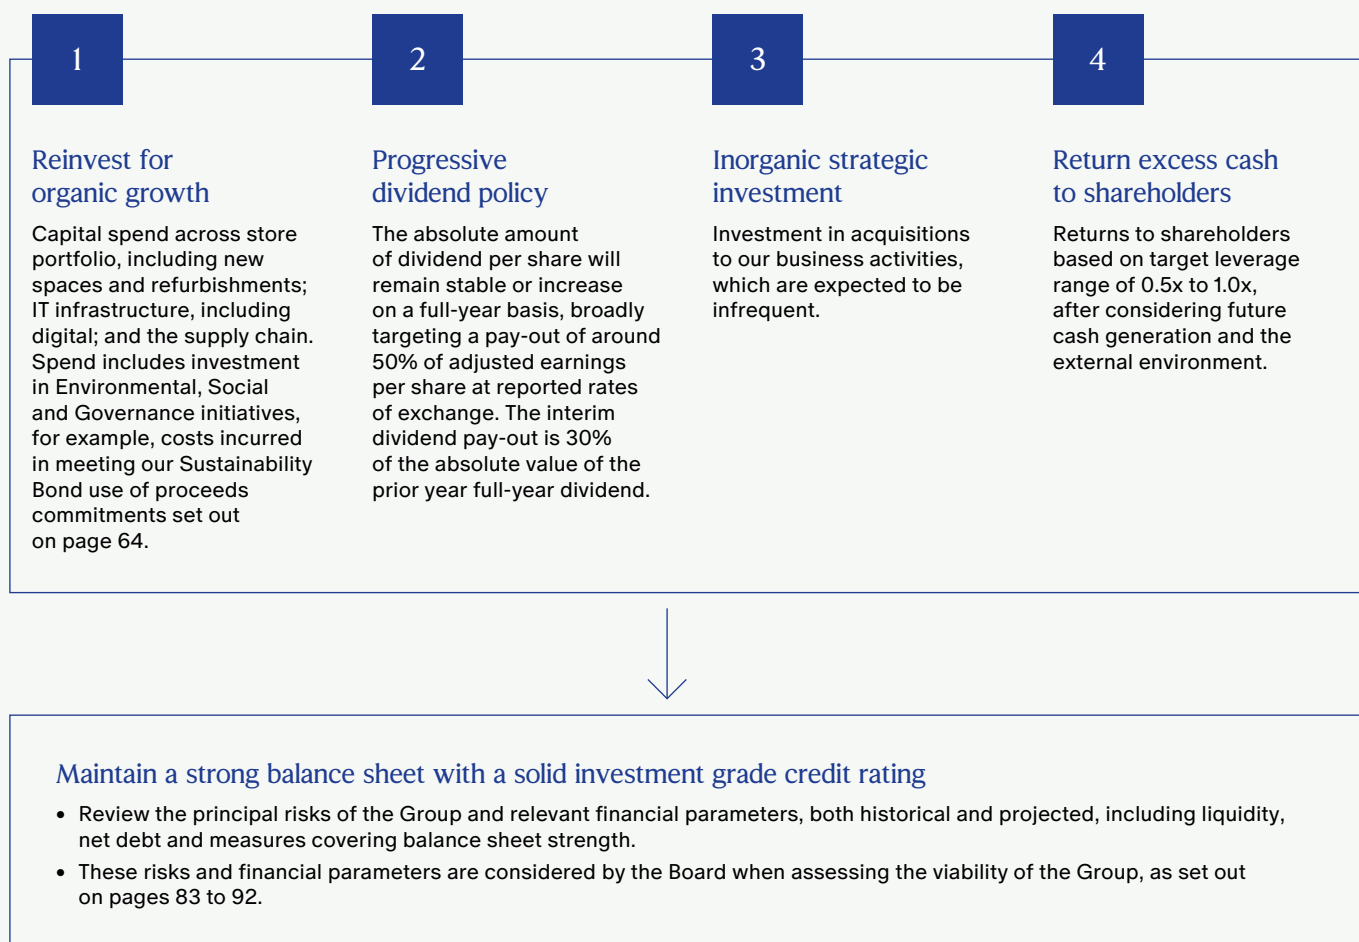 1
Reinvest for
organic growth
Capital spend across store
portfolio, including new
spaces and refurbishments;
IT infrastructure, including
digital; and the supply chain.
Spend includes investment
in Environmental, Social
and Governance initiatives,
for example, costs incurred
in meeting our Sustainability
Bond use of proceeds
commitments set out
on page 64.
2
Progressive
dividend policy
The absolute amount
of dividend per share will
remain stable or increase
on a full-year basis, broadly
targeting a pay-out of around
50% of adjusted earnings
per share at reported rates
of exchange. The interim
dividend pay-out is 30%
of the absolute value of the
prior year full-year dividend.
3
Inorganic strategic
investment
Investment in acquisitions
to our business activities,
which are expected to be
infrequent.
4
Return excess cash
to shareholders
Returns to shareholders
based on target leverage
range of 0.5x to 1.0x,
after considering future
cash generation and the
external environment.
Maintain a strong balance sheet with a solid investment grade credit rating
• Review the principal risks of the Group and relevant financial parameters, both historical and projected, including liquidity,
net debt and measures covering balance sheet strength.
• These risks and financial parameters are considered by the Board when assessing the viability of the Group, as set out
on pages 83 to 92.